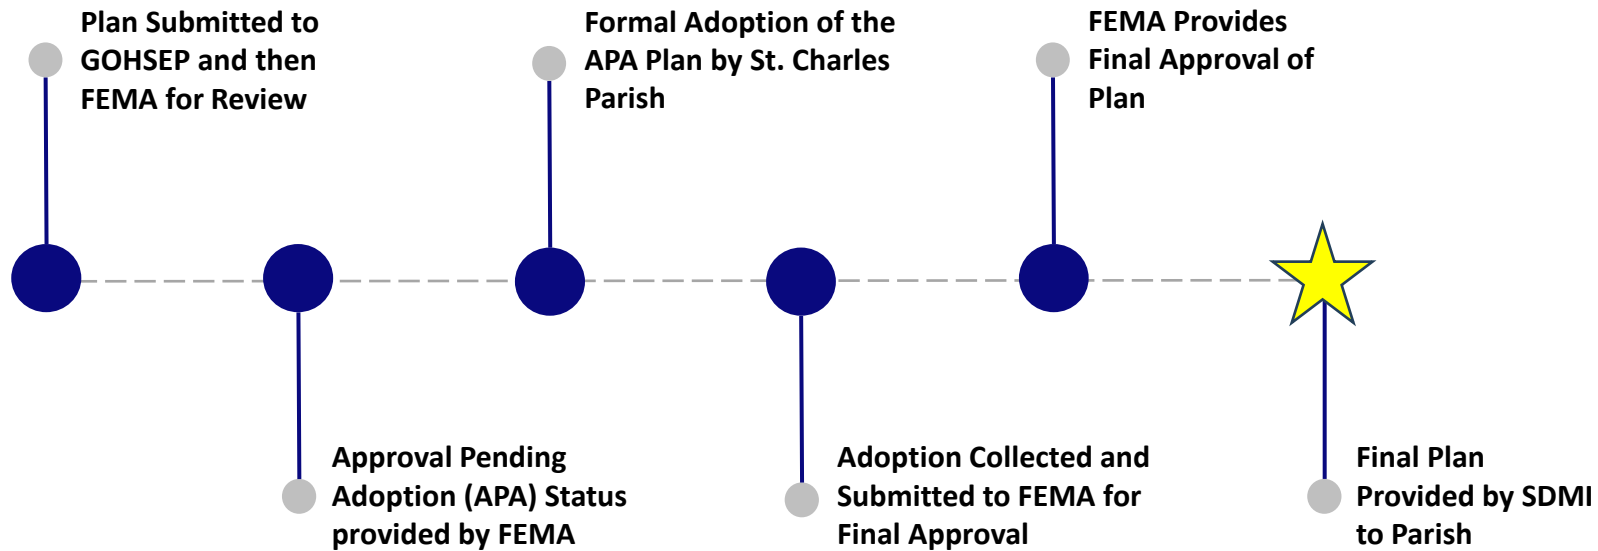 Plan Submitted to
GOHSEP and then
FEMA for Review
Formal Adoption of the
APA Plan by St. Charles
Parish
FEMA Provides
Final Approval of
Plan
Approval Pending
Adoption (APA) Status
provided by FEMA
Adoption Collected and
Submitted to FEMA for
Final Approval
Final Plan
Provided by SDMI
to Parish